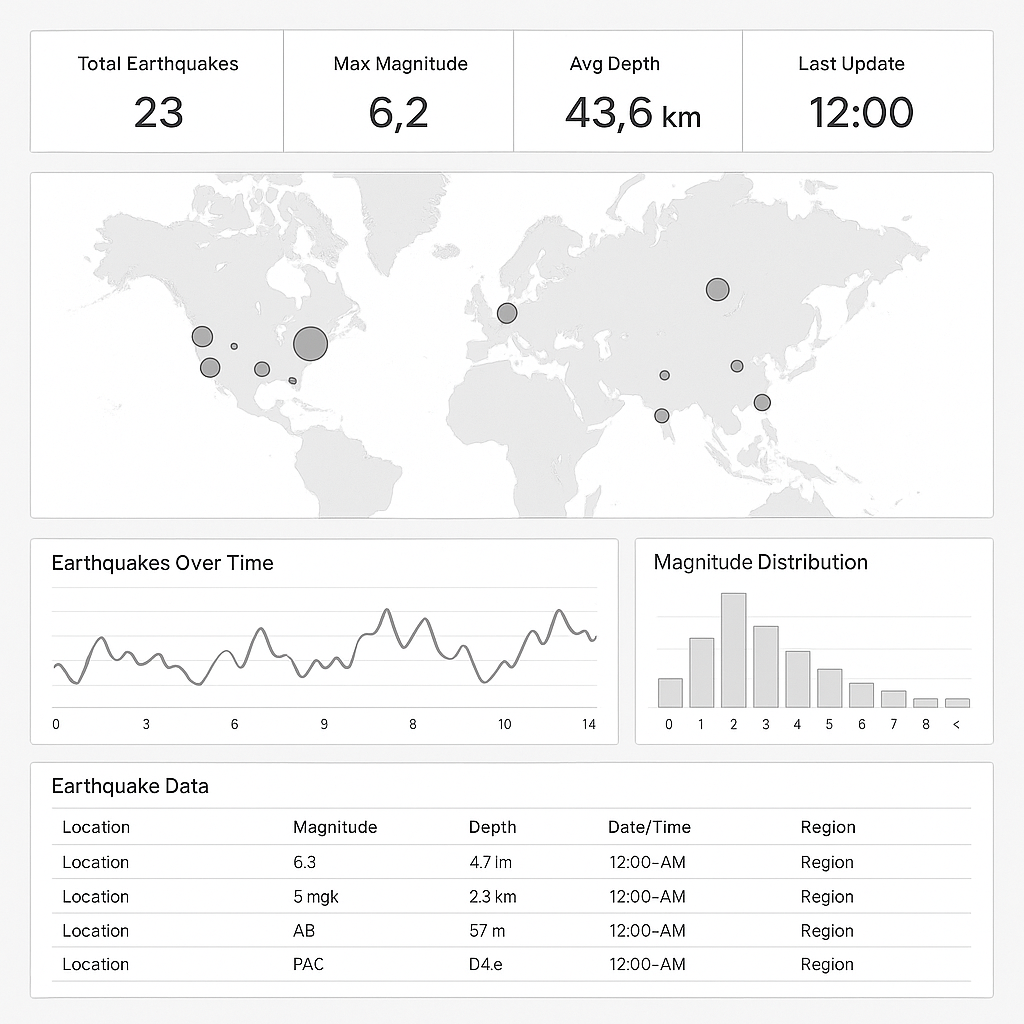 Total Earthquakes Max Magnitude Avg Depth Last Update
23 6,2 43,6 km 12:00
Earthquakes Over Time
0 3 6 9 8 10 14
Magnitude Distribution
0 1 2 3 4 5 6 7 8 <
Earthquake Data
Location Magnitude Depth Date/Time Region
Location 6.3 4.7 lm 12:00–AM Region
Location 5 mgk 2.3 km 12:00–AM Region
Location AB 57 m 12:00–AM Region
Location PAC D4.e 12:00–AM Region